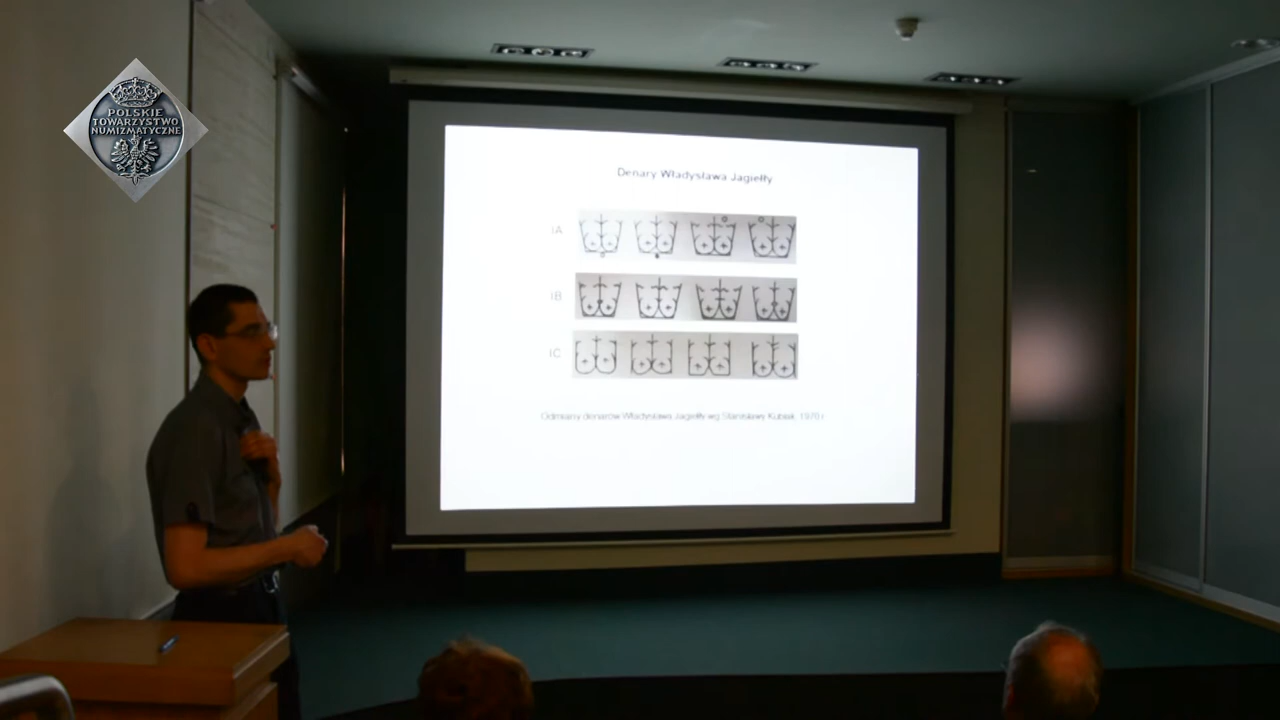 POLSKIE
TOWARZYSTWO
NUMIZMATYCZNE
Denary Władysława Jagiełły
IA
IB
IC
Odmiany denarów Władysława Jagiełły wg Stanisławy Kubiak, 1970 r.